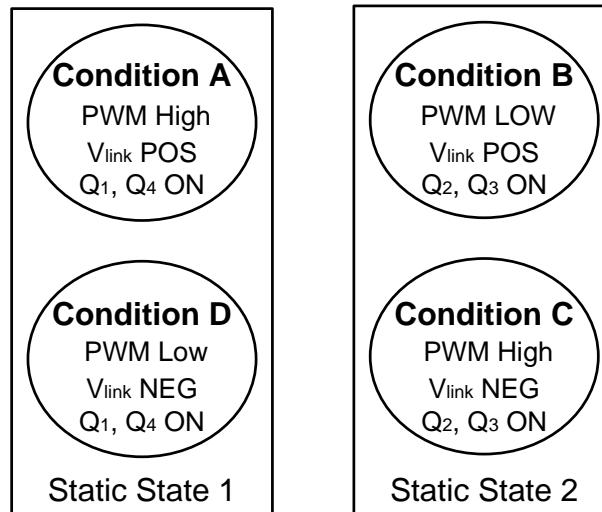 Condition A
PWM High
Vlink POS
Q1, Q4 ON
Condition D
PWM Low
Vlink NEG
Q1, Q4 ON
Static State 1
Condition B
PWM LOW
Vlink POS
Q2, Q3 ON
Condition C
PWM High
Vlink NEG
Q2, Q3 ON
Static State 2